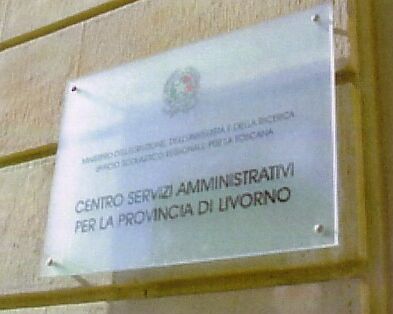 MINISTERO DELL'ISTRUZIONE, DELL'UNIVERSITÀ E DELLA RICERCA
UFFICIO SCOLASTICO REGIONALE PER LA TOSCANA
CENTRO SERVIZI AMMINISTRATIVI
PER LA PROVINCIA DI LIVORNO